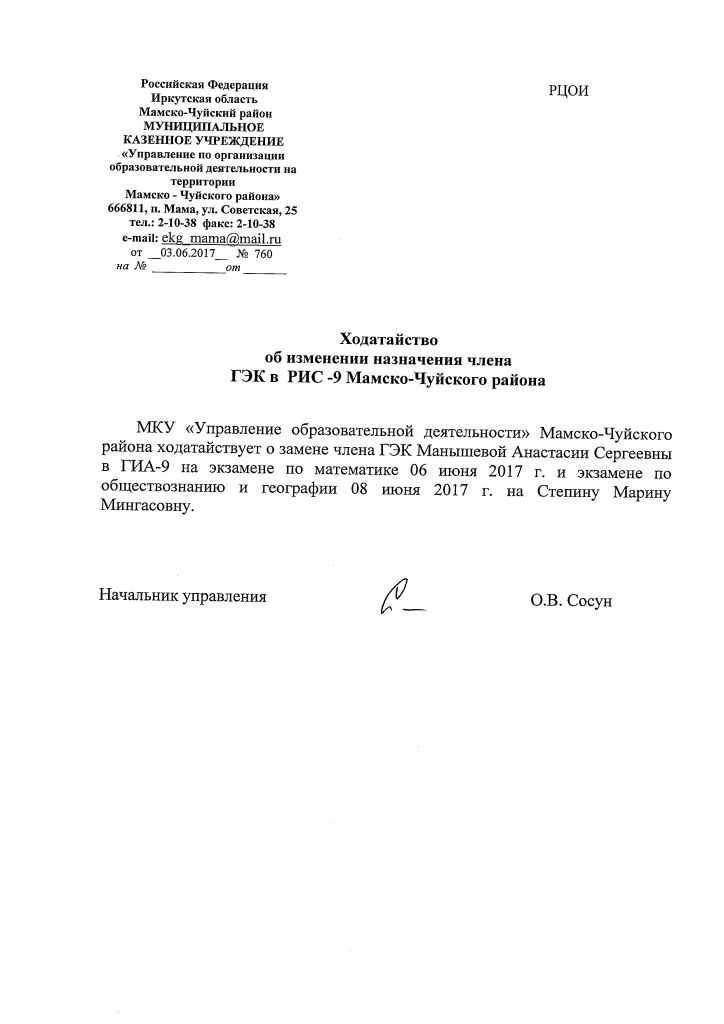 Российская Федерация
Иркутская область
Мамско-Чуйский район
МУНИЦИПАЛЬНОЕ
КАЗЕННОЕ УЧРЕЖДЕНИЕ
«Управление по организации
образовательной деятельности на
территории
Мамско - Чуйского района»
666811, п. Мама, ул. Советская, 25
тел.: 2-10-38 факс: 2-10-38
e-mail: ekg_mama@mail.ru
от __03.06.2017__ № 760
на № ____________от _______
РЦОИ
Ходатайство
об изменении назначения члена
ГЭК в РИС -9 Мамско-Чуйского района
МКУ «Управление образовательной деятельности» Мамско-Чуйского
района ходатайствует о замене члена ГЭК Манышевой Анастасии Сергеевны
в ГИА-9 на экзамене по математике 06 июня 2017 г. и экзамене по
обществознанию и географии 08 июня 2017 г. на Степину Марину
Мингасовну.
Начальник управления О.В. Сосун